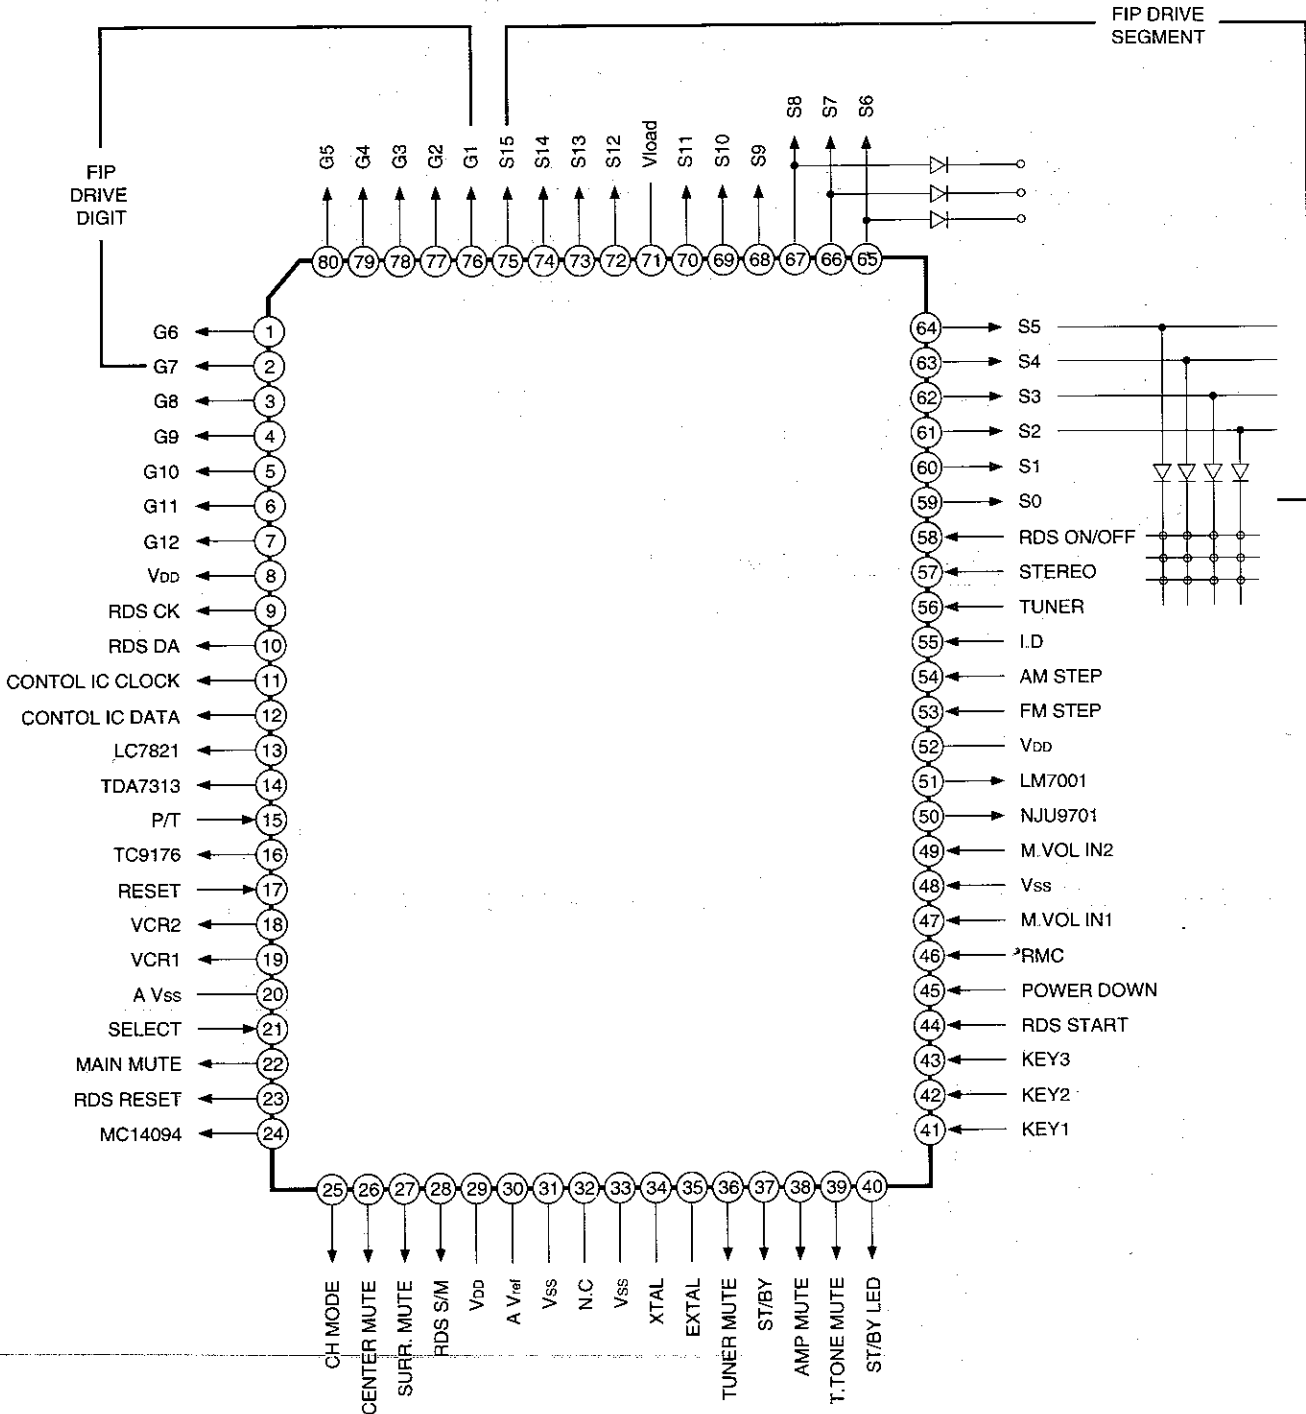 FIP DRIVE
SEGMENT
FIP
DRIVE
DIGIT
G5
G4
G3
G2
G1
S15
S14
S13
S12
Vload
S11
S10
S9
S8
S7
S6
80
79
78
77
76
75
74
73
72
71
70
69
68
67
66
65
G6 1
G7 2
G8 3
G9 4
G10 5
G11 6
G12 7
VDD 8
RDS CK 9
RDS DA 10
CONTOL IC CLOCK 11
CONTOL IC DATA 12
LC7821 13
TDA7313 14
P/T 15
TC9176 16
RESET 17
VCR2 18
VCR1 19
A Vss 20
SELECT 21
MAIN MUTE 22
RDS RESET 23
MC14094 24
64 S5
63 S4
62 S3
61 S2
60 S1
59 S0
58 RDS ON/OFF
57 STEREO
56 TUNER
55 I.D
54 AM STEP
53 FM STEP
52 VDD
51 LM7001
50 NJU9701
49 M.VOL IN2
48 Vss
47 M.VOL IN1
46 RMC
45 POWER DOWN
44 RDS START
43 KEY3
42 KEY2
41 KEY1
25
26
27
28
29
30
31
32
33
34
35
36
37
38
39
40
CH MODE
CENTER MUTE
SURR. MUTE
RDS S/M
VDD
A Vref
Vss
N.C
Vss
XTAL
EXTAL
TUNER MUTE
ST/BY
AMP MUTE
T.TONE MUTE
ST/BY LED